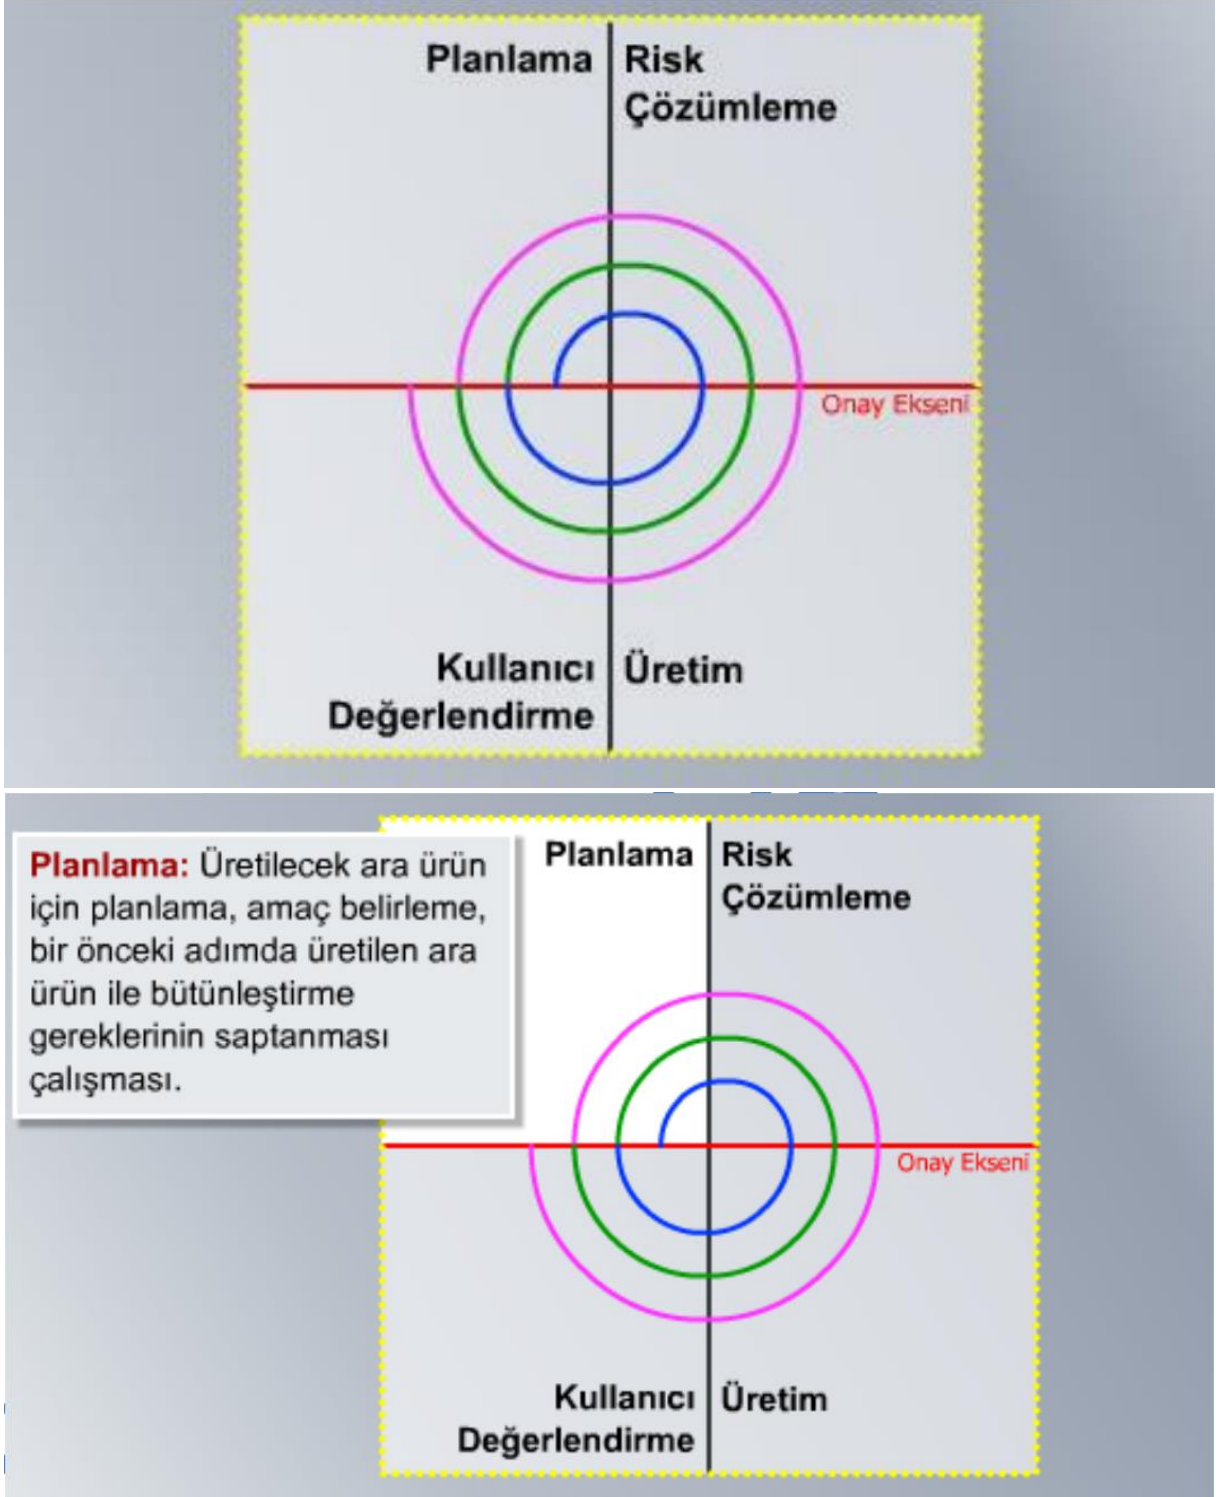 Planlama
Risk
Çözümleme
Onay Ekseni
Kullanıcı
Değerlendirme
Üretim
Planlama: Üretilecek ara ürün
için planlama, amaç belirleme,
bir önceki adımda üretilen ara
ürün ile bütünleştirme
gereklerinin saptanması
çalışması.
Planlama
Risk
Çözümleme
Onay Ekseni
Kullanıcı
Değerlendirme
Üretim